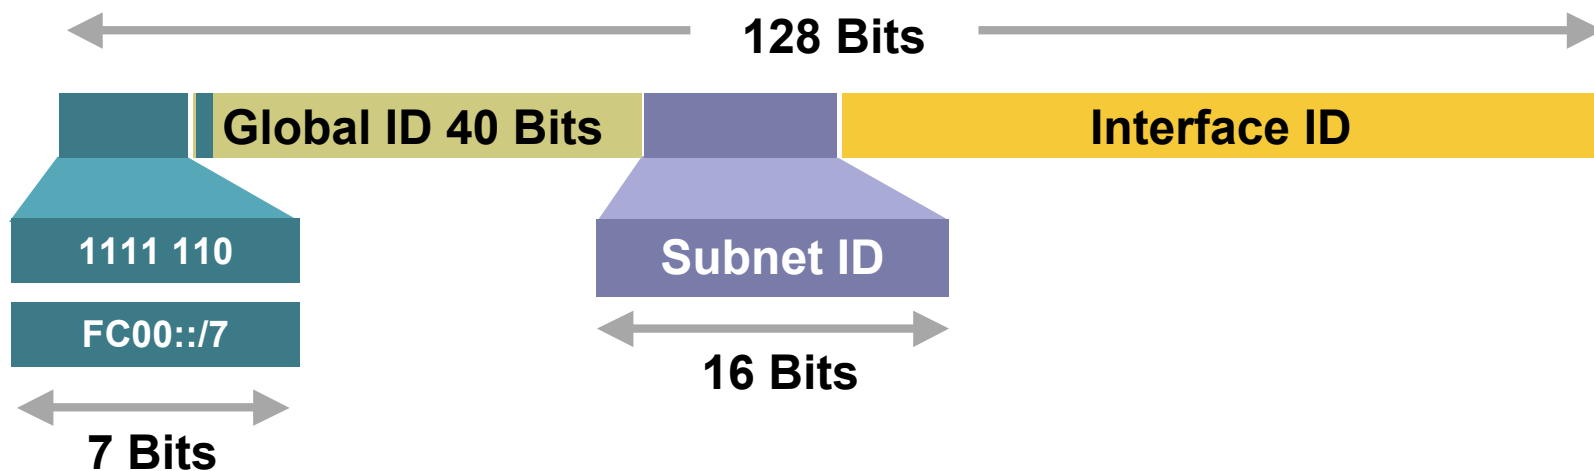 128 Bits
Global ID 40 Bits
Interface ID
1111 110
Subnet ID
FC00::/7
16 Bits
7 Bits